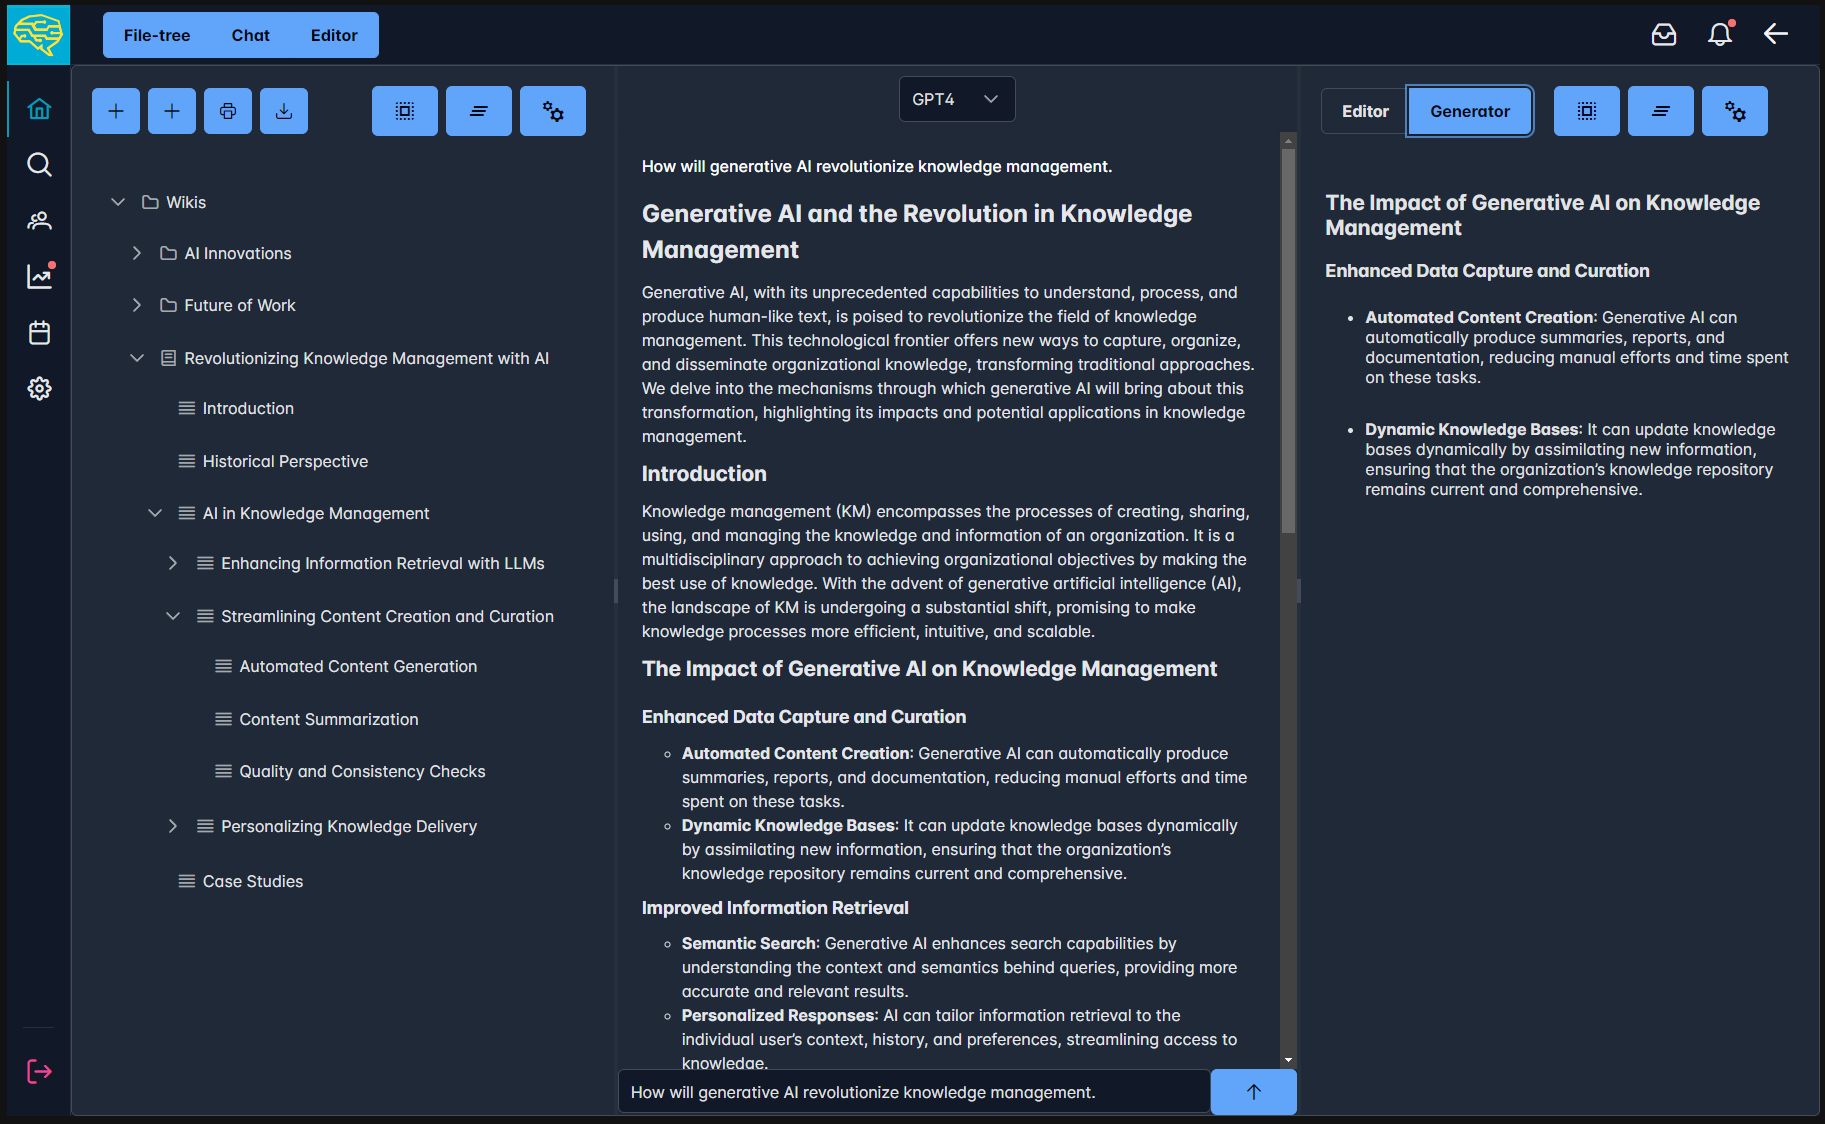 File-tree Chat Editor
Wikis
AI Innovations
Future of Work
Revolutionizing Knowledge Management with AI
Introduction
Historical Perspective
AI in Knowledge Management
Enhancing Information Retrieval with LLMs
Streamlining Content Creation and Curation
Automated Content Generation
Content Summarization
Quality and Consistency Checks
Personalizing Knowledge Delivery
Case Studies
GPT4
How will generative AI revolutionize knowledge management.
Generative AI and the Revolution in Knowledge
Management
Generative AI, with its unprecedented capabilities to understand, process, and
produce human-like text, is poised to revolutionize the field of knowledge
management. This technological frontier offers new ways to capture, organize,
and disseminate organizational knowledge, transforming traditional approaches.
We delve into the mechanisms through which generative AI will bring about this
transformation, highlighting its impacts and potential applications in knowledge
management.
Introduction
Knowledge management (KM) encompasses the processes of creating, sharing,
using, and managing the knowledge and information of an organization. It is a
multidisciplinary approach to achieving organizational objectives by making the
best use of knowledge. With the advent of generative artificial intelligence (AI),
the landscape of KM is undergoing a substantial shift, promising to make
knowledge processes more efficient, intuitive, and scalable.
The Impact of Generative AI on Knowledge Management
Enhanced Data Capture and Curation
Automated Content Creation: Generative AI can automatically produce
summaries, reports, and documentation, reducing manual efforts and time
spent on these tasks.
Dynamic Knowledge Bases: It can update knowledge bases dynamically
by assimilating new information, ensuring that the organization’s
knowledge repository remains current and comprehensive.
Improved Information Retrieval
Semantic Search: Generative AI enhances search capabilities by
understanding the context and semantics behind queries, providing more
accurate and relevant results.
Personalized Responses: AI can tailor information retrieval to the
individual user’s context, history, and preferences, streamlining access to
knowledge.
How will generative AI revolutionize knowledge management.
Editor Generator
The Impact of Generative AI on Knowledge
Management
Enhanced Data Capture and Curation
Automated Content Creation: Generative AI can
automatically produce summaries, reports, and
documentation, reducing manual efforts and time spent
on these tasks.
Dynamic Knowledge Bases: It can update knowledge
bases dynamically by assimilating new information,
ensuring that the organization’s knowledge repository
remains current and comprehensive.